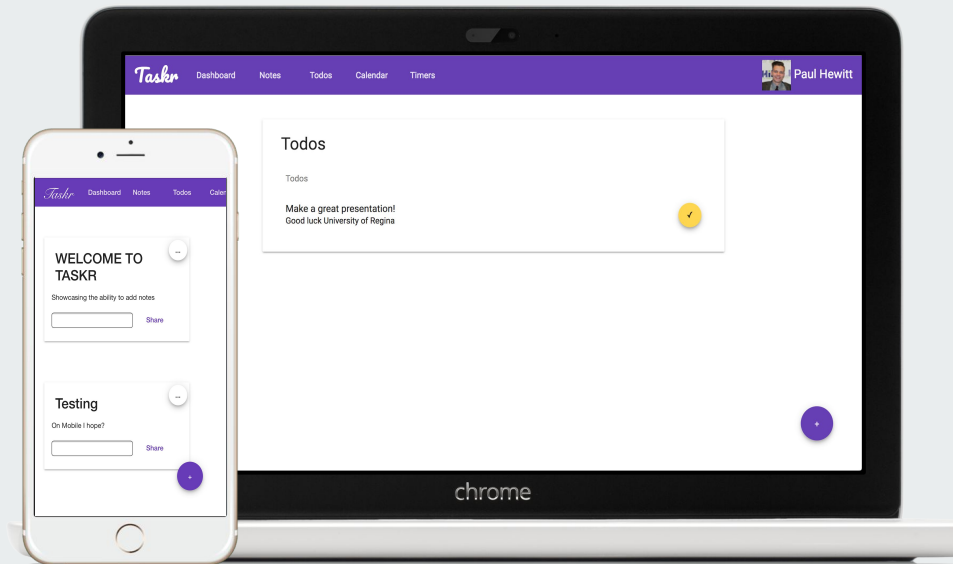 Taskr Dashboard Notes Todos Calendar Timers Paul Hewitt
Todos
Todos
Make a great presentation!
Good luck University of Regina
✓
+
chrome
Taskr Dashboard Notes Todos Caler
WELCOME TO
TASKR
...
Showcasing the ability to add notes
Share
Testing
...
On Mobile I hope?
Share
+